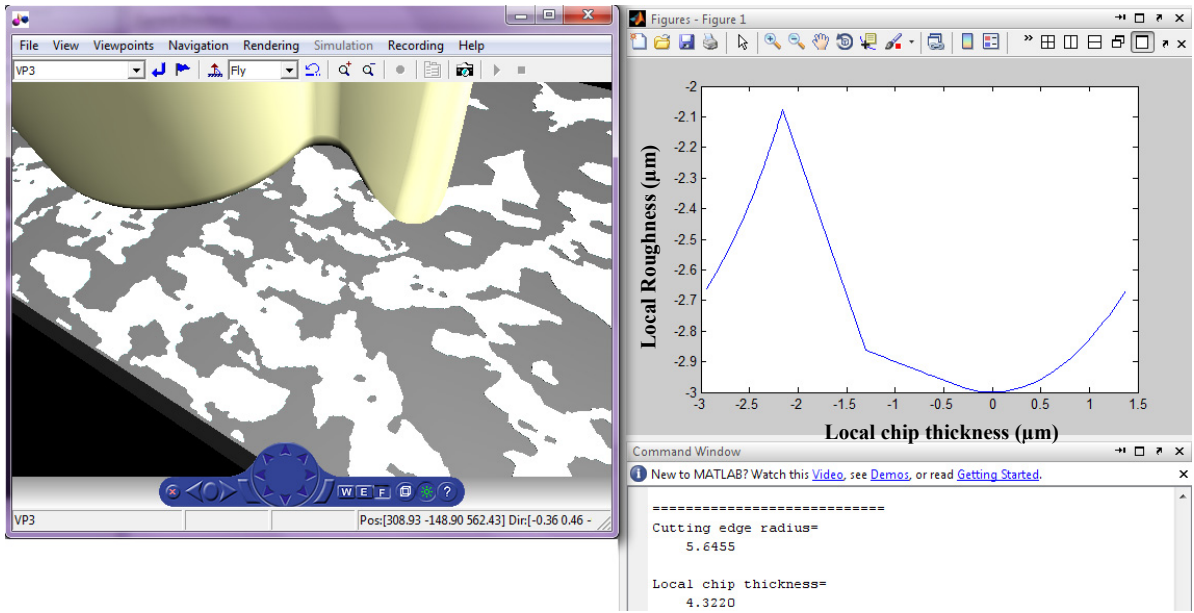 File View Viewpoints Navigation Rendering Simulation Recording Help
VP3
Fly
W E F
?
VP3
Pos:[308.93 -148.90 562.43] Dir:[-0.36 0.46 -
Figures - Figure 1
-2
-2.1
-2.2
-2.3
-2.4
-2.5
-2.6
-2.7
-2.8
-2.9
-3
Local Roughness (µm)
-3 -2.5 -2 -1.5 -1 -0.5 0 0.5 1 1.5
Local chip thickness (µm)
Command Window
New to MATLAB? Watch this Video, see Demos, or read Getting Started.
============================
Cutting edge radius=
5.6455
Local chip thickness=
4.3220